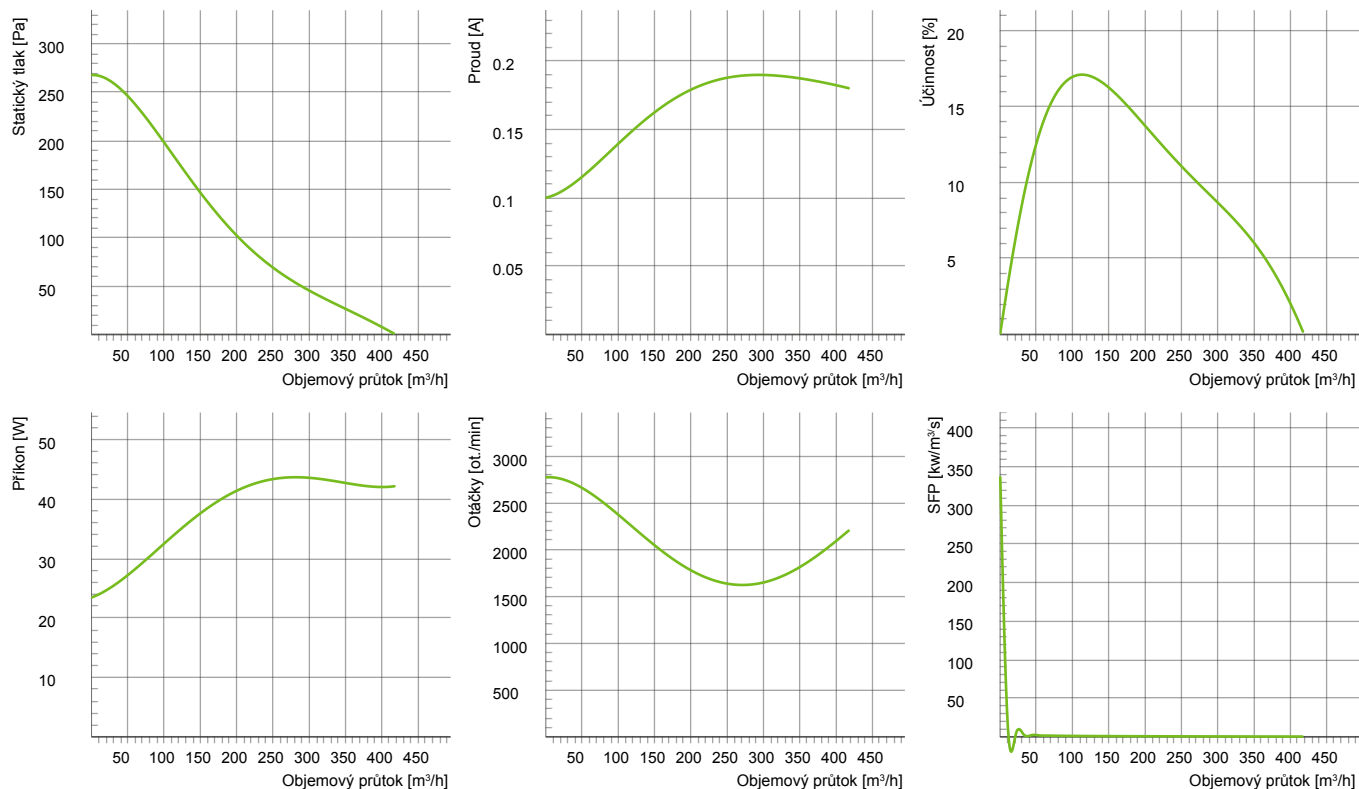 Statický tlak [Pa]
300
250
200
150
100
50
50 100 150 200 250 300 350 400 450
Objemový průtok [m³/h]
Proud [A]
0.2
0.15
0.1
0.05
50 100 150 200 250 300 350 400 450
Objemový průtok [m³/h]
Účinnost [%]
20
15
10
5
50 100 150 200 250 300 350 400 450
Objemový průtok [m³/h]
Příkon [W]
50
40
30
20
10
50 100 150 200 250 300 350 400 450
Objemový průtok [m³/h]
Otáčky [ot./min]
3000
2500
2000
1500
1000
500
50 100 150 200 250 300 350 400 450
Objemový průtok [m³/h]
SFP [kw/m³/s]
400
350
300
250
200
150
100
50
50 100 150 200 250 300 350 400 450
Objemový průtok [m³/h]